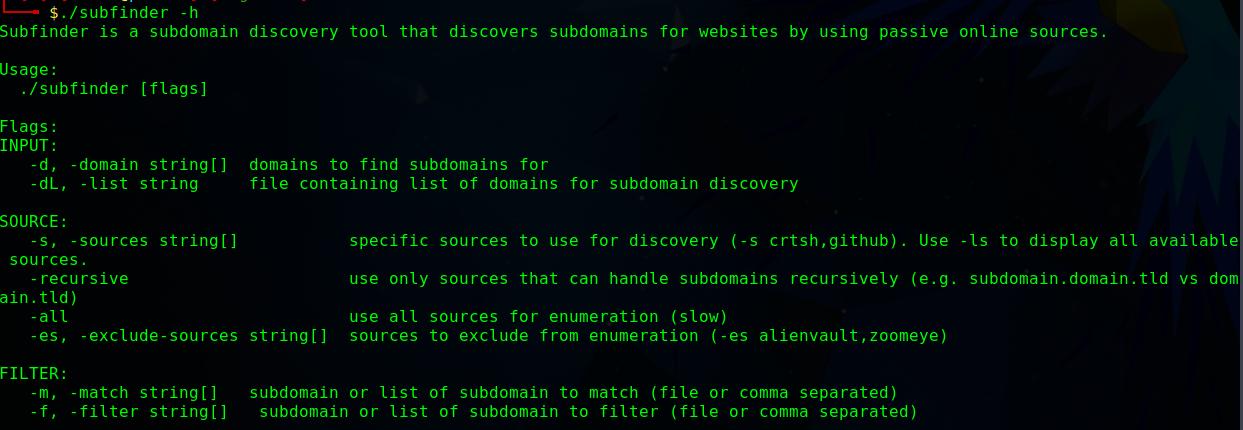 $./subfinder -h
Subfinder is a subdomain discovery tool that discovers subdomains for websites by using passive online sources.
Usage:
./subfinder [flags]
Flags:
INPUT:
-d, -domain string[]  domains to find subdomains for
-dL, -list string     file containing list of domains for subdomain discovery
SOURCE:
-s, -sources string[]           specific sources to use for discovery (-s crtsh,github). Use -ls to display all available
sources.
-recursive                      use only sources that can handle subdomains recursively (e.g. subdomain.domain.tld vs dom
ain.tld)
-all                            use all sources for enumeration (slow)
-es, -exclude-sources string[]  sources to exclude from enumeration (-es alienvault,zoomeye)
FILTER:
-m, -match string[]   subdomain or list of subdomain to match (file or comma separated)
-f, -filter string[]   subdomain or list of subdomain to filter (file or comma separated)